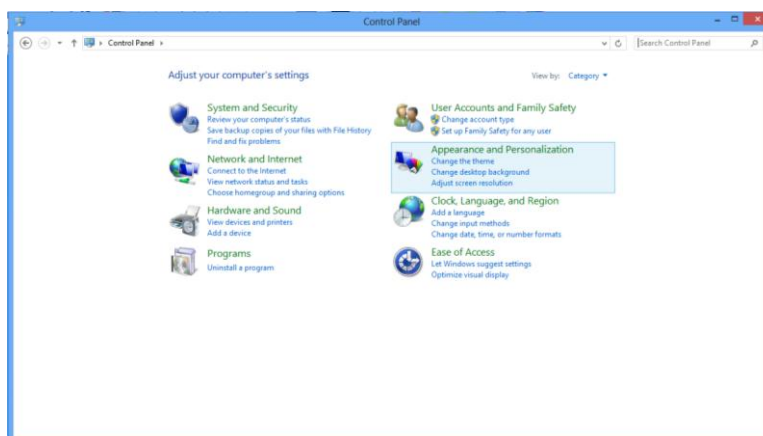 Control Panel
Control Panel
Search Control Panel
Adjust your computer's settings
View by: Category
System and Security
Review your computer's status
Save backup copies of your files with File History
Find and fix problems
Network and Internet
Connect to the Internet
View network status and tasks
Choose homegroup and sharing options
Hardware and Sound
View devices and printers
Add a device
Programs
Uninstall a program
User Accounts and Family Safety
Change account type
Set up Family Safety for any user
Appearance and Personalization
Change the theme
Change desktop background
Adjust screen resolution
Clock, Language, and Region
Add a language
Change input methods
Change date, time, or number formats
Ease of Access
Let Windows suggest settings
Optimize visual display